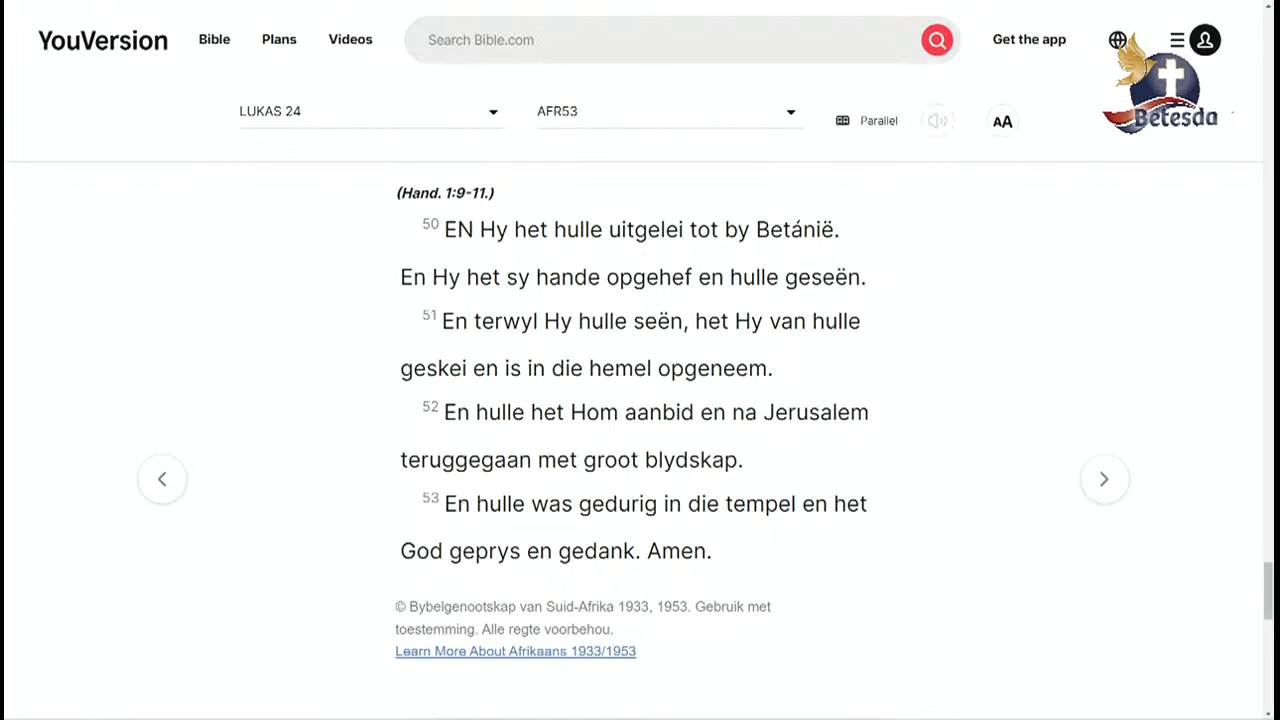 YouVersion Bible Plans Videos Search Bible.com Get the app
LUKAS 24 AFR53 Parallel AA
Betesda
(Hand. 1:9-11.)
50 EN Hy het hulle uitgelei tot by Betánië.
En Hy het sy hande opgehef en hulle geseën.
51 En terwyl Hy hulle seën, het Hy van hulle
geskei en is in die hemel opgeneem.
52 En hulle het Hom aanbid en na Jerusalem
teruggegaan met groot blydskap.
53 En hulle was gedurig in die tempel en het
God geprys en gedank. Amen.
© Bybelgenootskap van Suid-Afrika 1933, 1953. Gebruik met
toestemming. Alle regte voorbehou.
Learn More About Afrikaans 1933/1953